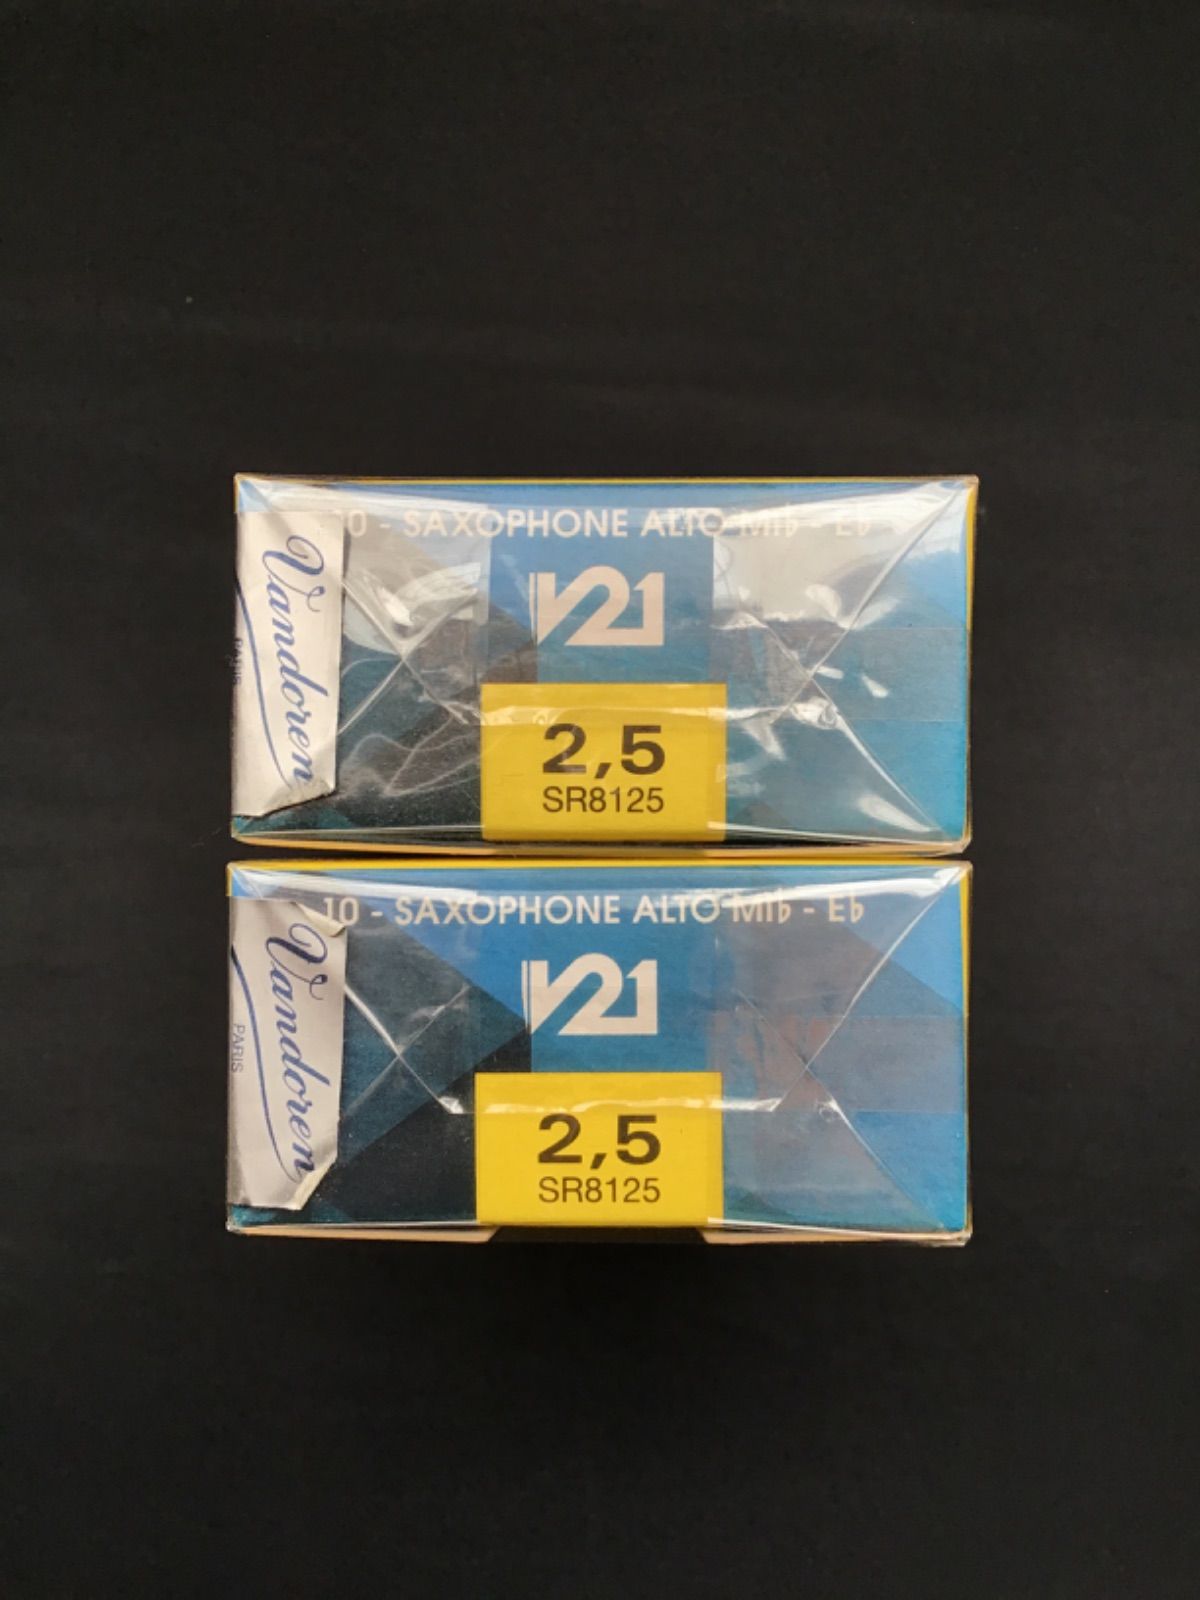 10 - SAXOPHONE ALTO MI♭ - E♭
V21
Vandoren
PARIS
2,5
SR8125
10 - SAXOPHONE ALTO MI♭ - E♭
V21
Vandoren
PARIS
2,5
SR8125